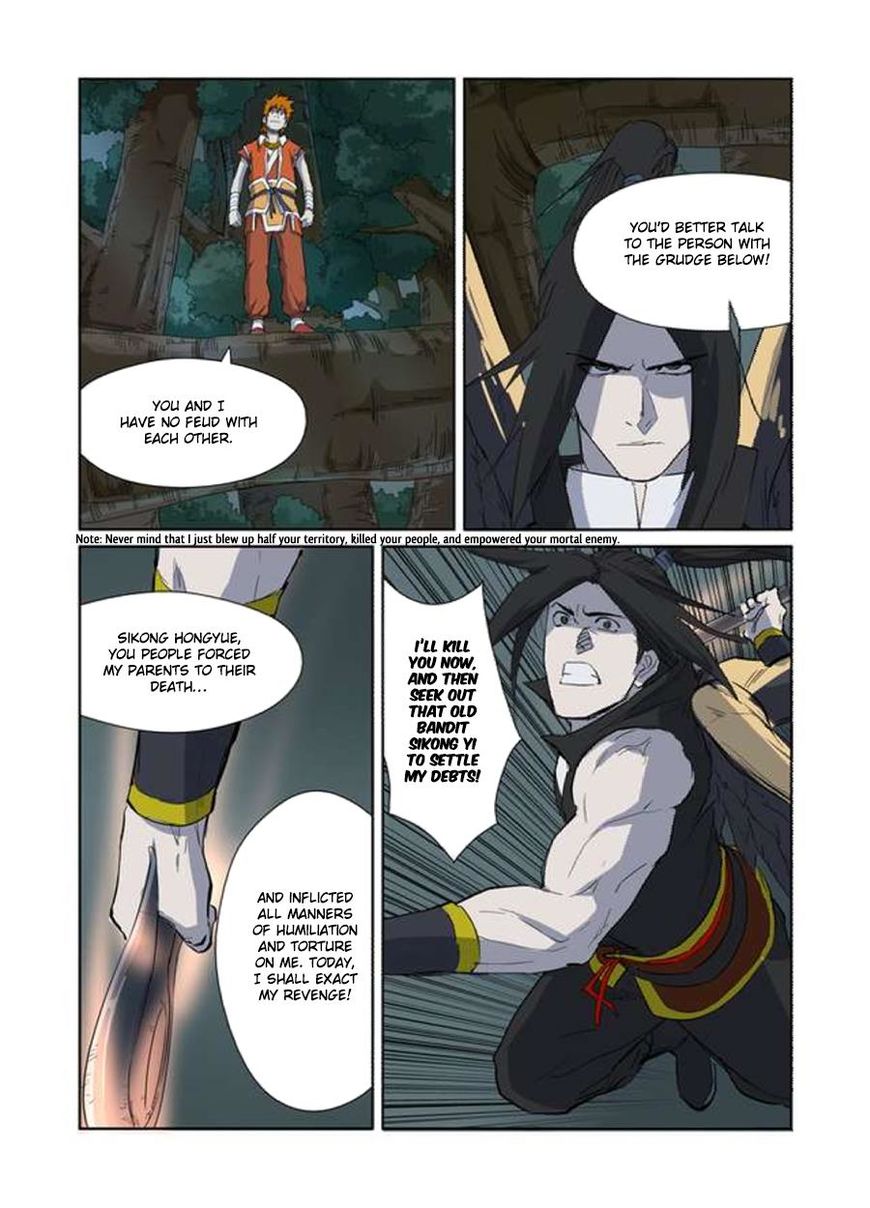 YOU AND I
HAVE NO FEUD WITH
EACH OTHER.
YOU'D BETTER TALK
TO THE PERSON WITH
THE GRUDGE BELOW!
Note: Never mind that I just blew up half your territory, killed your people, and empowered your mortal enemy.
SIKONG HONGYUE,
YOU PEOPLE FORCED
MY PARENTS TO THEIR
DEATH...
AND INFLICTED
ALL MANNERS
OF HUMILIATION
AND TORTURE
ON ME. TODAY,
I SHALL EXACT
MY REVENGE!
I'LL KILL
YOU NOW,
AND THEN
SEEK OUT
THAT OLD
BANDIT
SIKONG YI
TO SETTLE
MY DEBTS!